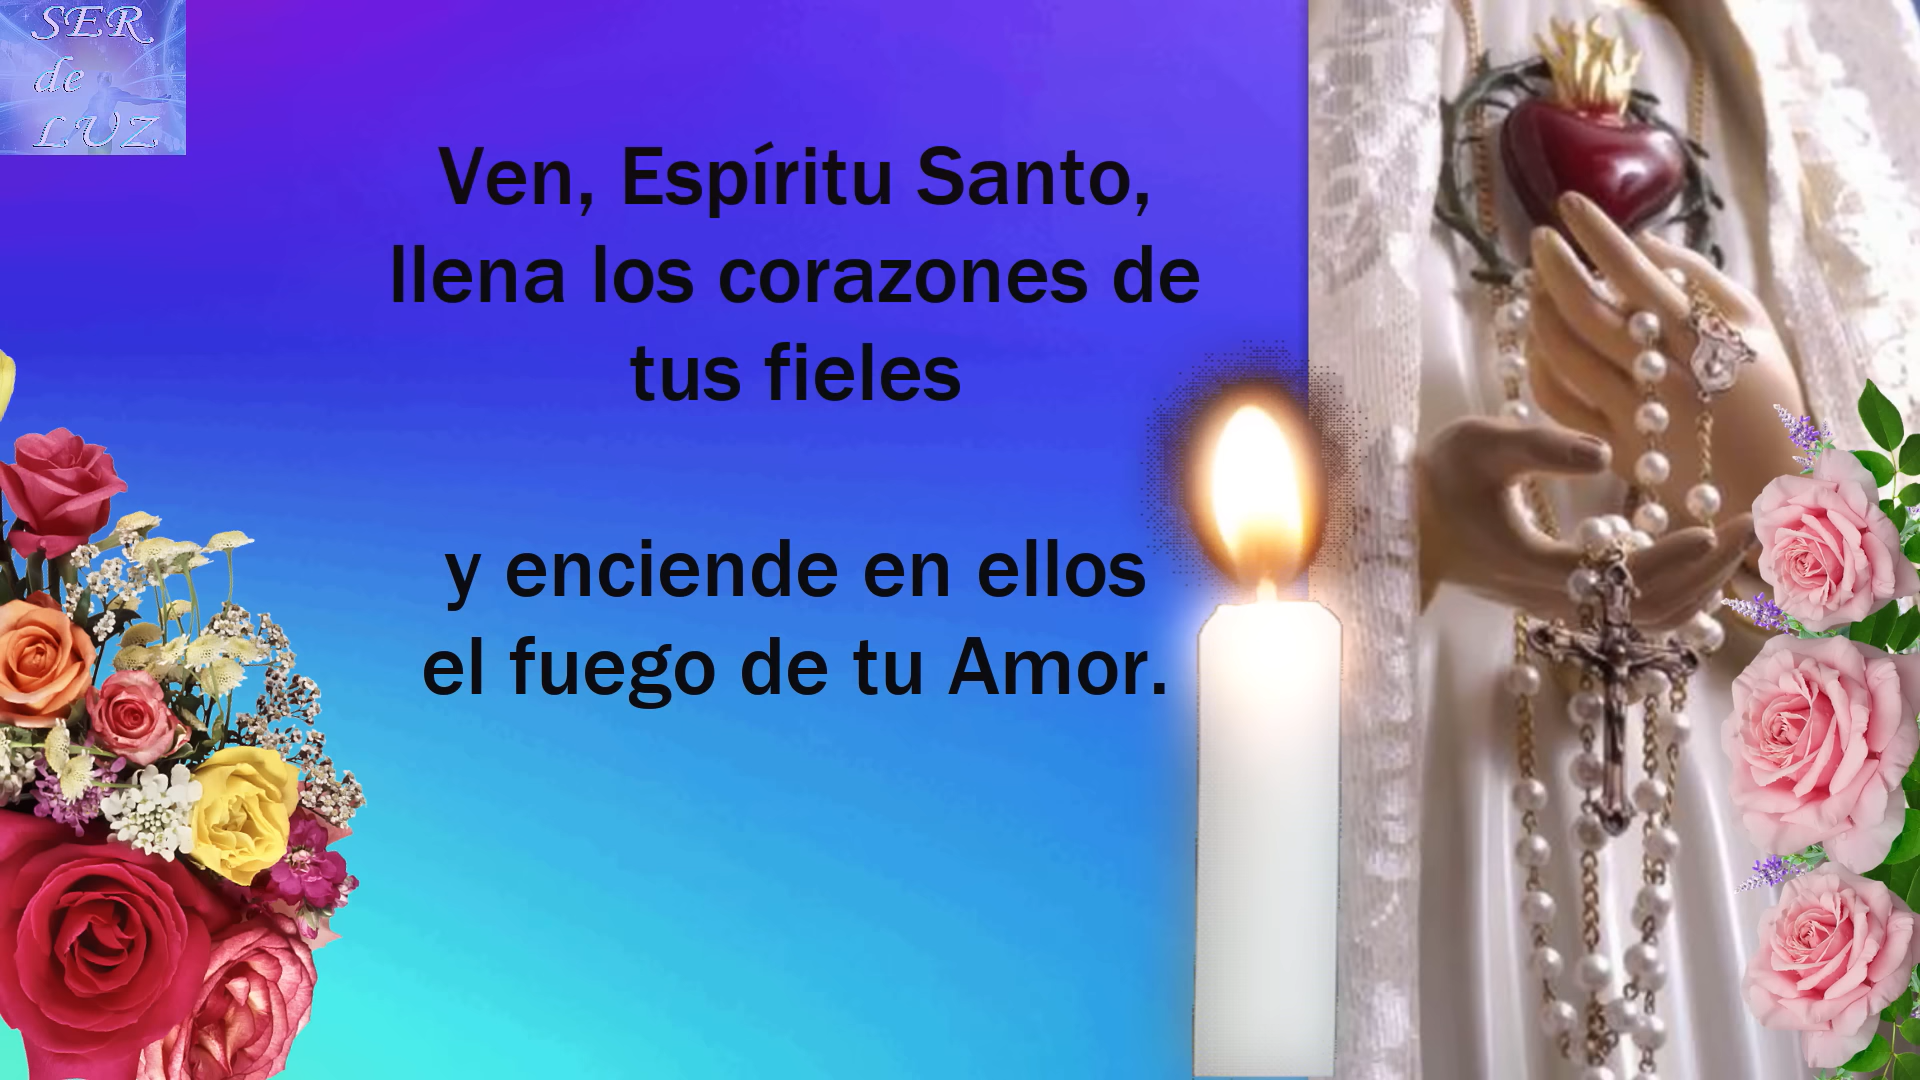 SER
de
LUZ
Ven, Espíritu Santo,
llena los corazones de
tus fieles
y enciende en ellos
el fuego de tu Amor.